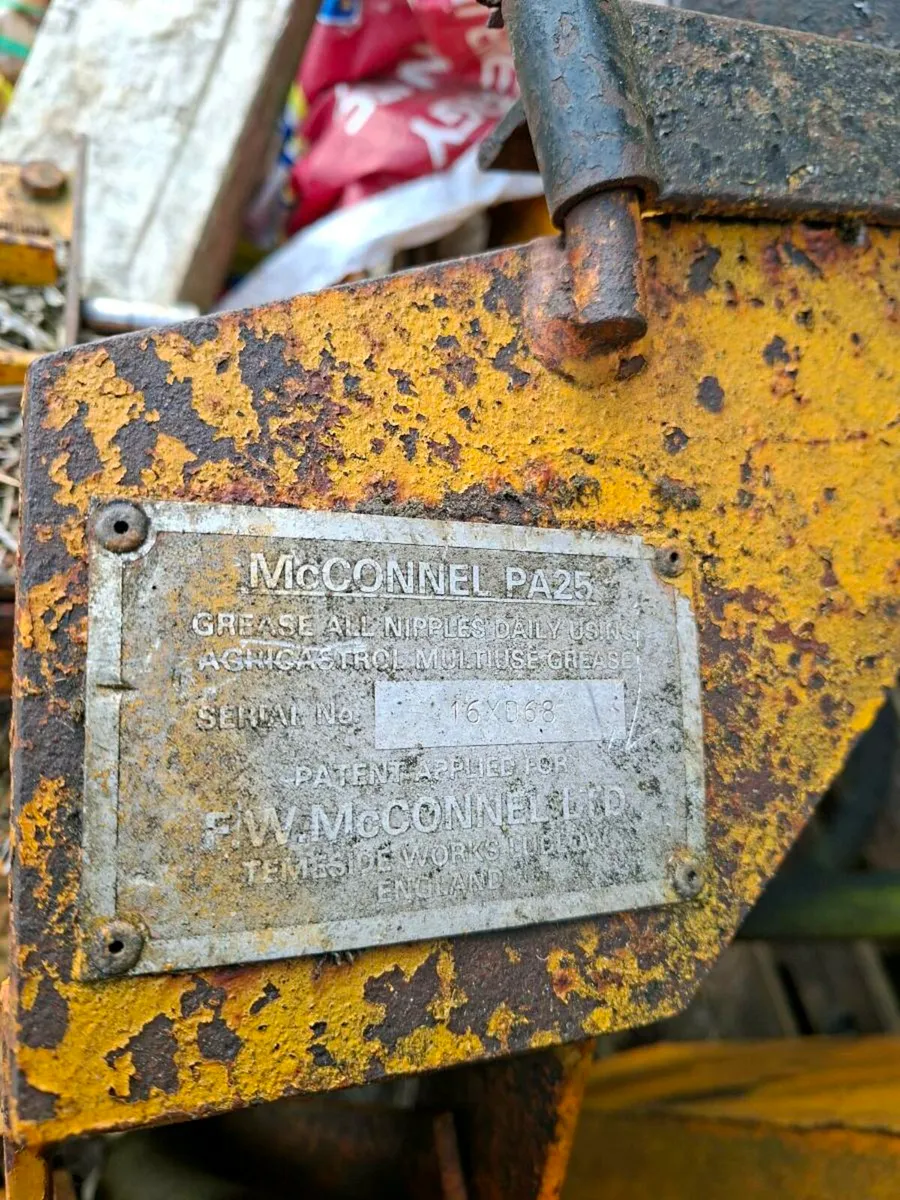 McCONNEL PA25
GREASE ALL NIPPLES DAILY USING
AGRICASTROL MULTIUSE GREASE
SERIAL No. 16XD68
PATENT APPLIED FOR
F.W. McCONNEL LTD.
TEMESIDE WORKS LUDLOW
ENGLAND